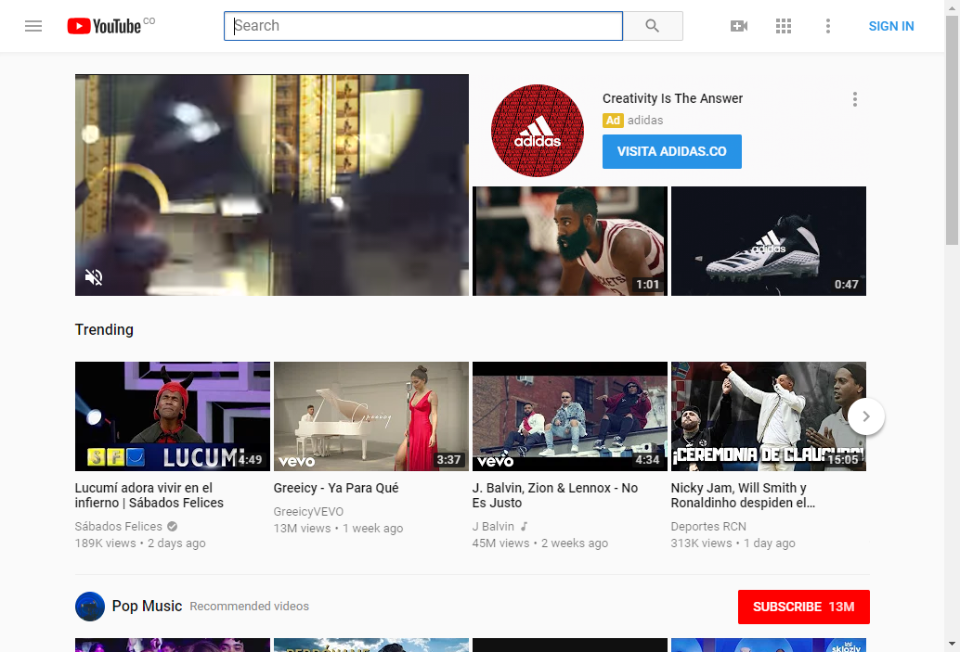 YouTube CO
Search
SIGN IN
Creativity Is The Answer
Ad adidas
adidas
VISITA ADIDAS.CO
adidas
1:01
0:47
Trending
SF
LUCUMÍ
4:49
Greeicy
vevo
3:37
vevo
4:34
¡CEREMONIA DE CLAUSURA!
15:05
Lucumí adora vivir en el
infierno | Sábados Felices
Sábados Felices
189K views • 2 days ago
Greeicy - Ya Para Qué
GreeicyVEVO
13M views • 1 week ago
J. Balvin, Zion & Lennox - No
Es Justo
J Balvin
45M views • 2 weeks ago
Nicky Jam, Will Smith y
Ronaldinho despiden el...
Deportes RCN
313K views • 1 day ago
Pop Music Recommended videos
SUBSCRIBE 13M